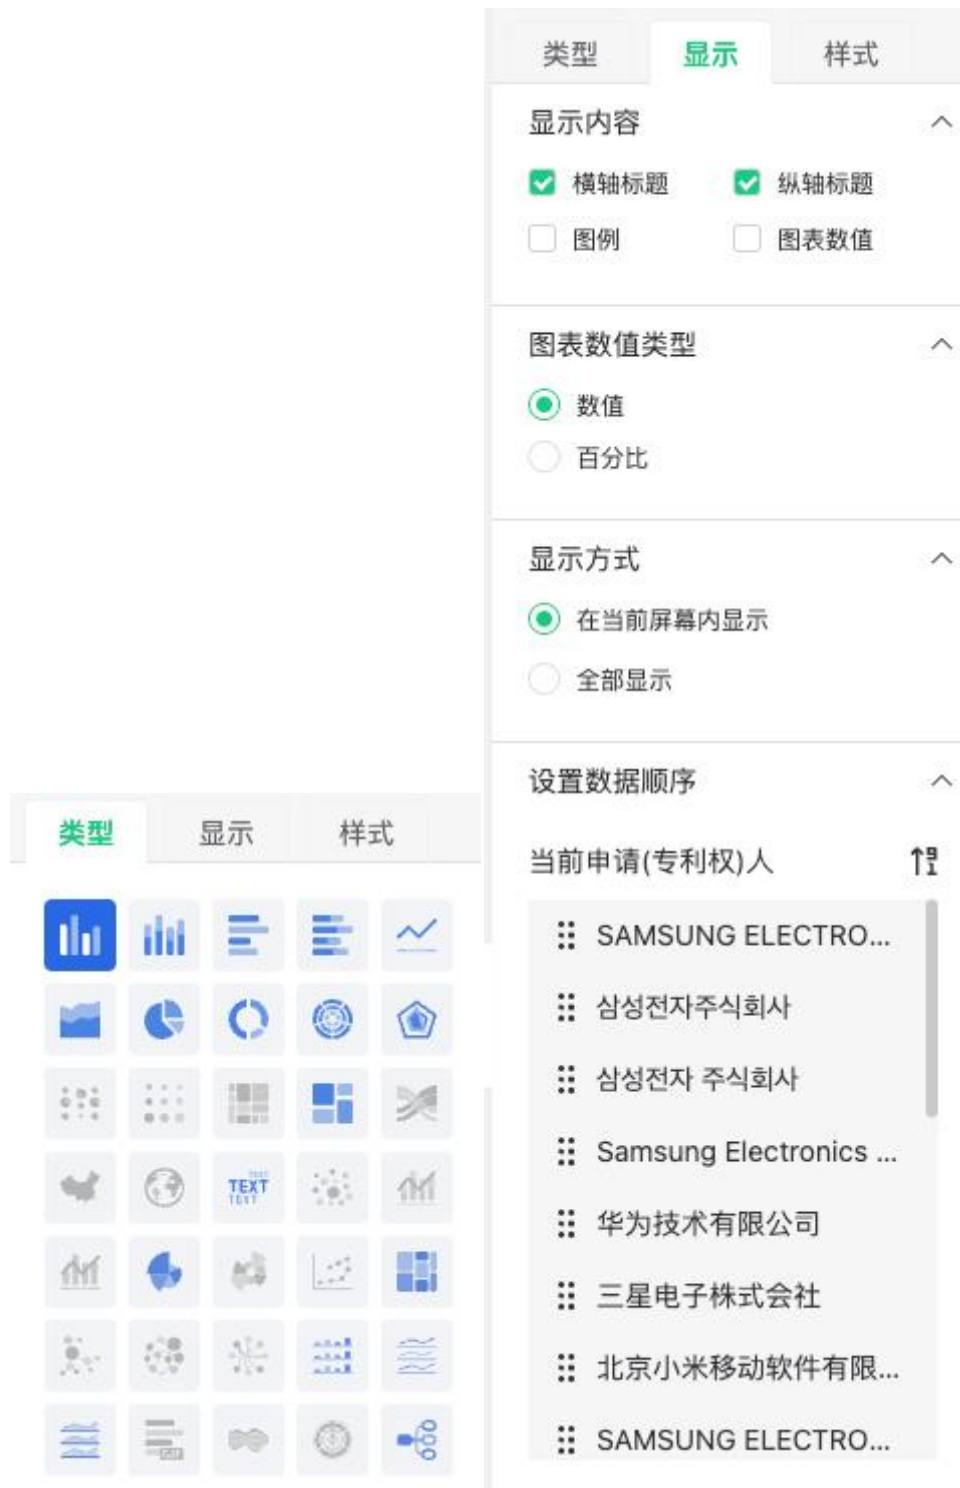 类型 显示 样式
显示内容
横轴标题 纵轴标题
图例 图表数值
图表数值类型
数值
百分比
显示方式
在当前屏幕内显示
全部显示
设置数据顺序
当前申请(专利权)人
SAMSUNG ELECTRO...
삼성전자주식회사
삼성전자 주식회사
Samsung Electronics ...
华为技术有限公司
三星电子株式会社
北京小米移动软件有限...
SAMSUNG ELECTRO...
类型 显示 样式
TEXT
TEXT
TEXT
GIF